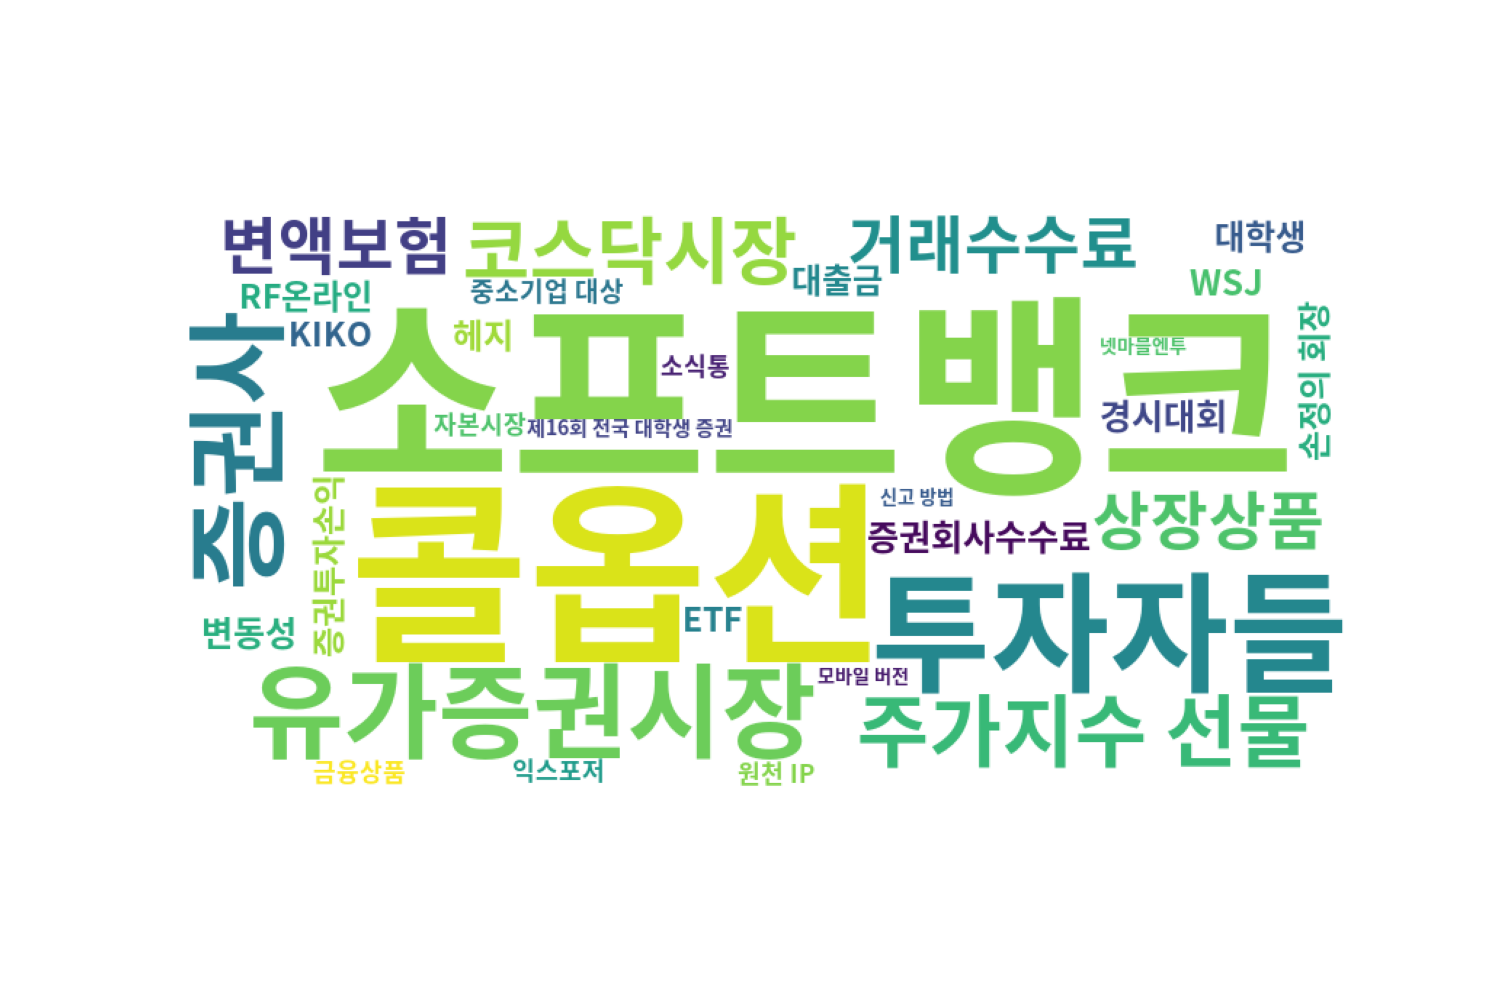 변액보험
코스닥시장
거래수수료
대학생
대출금
WSJ
RF온라인
중소기업 대상
KIKO
헤지
소프트뱅크
소식통
넷마블엔투
손정의 회장
증권사
자본시장
제16회 전국 대학생 증권
경시대회
콜옵션
신고 방법
증권회사수수료
상장상품
증권투자손익
ETF
투자자들
변동성
유가증권시장
모바일 버전
주가지수 선물
금융상품
익스포저
원천 IP